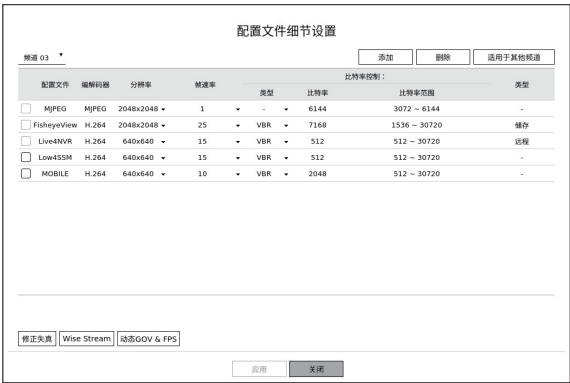 配置文件细节设置
频道 03 添加 删除 适用于其他频道
比特率控制：
配置文件 编解码器 分辨率 帧速率 类型
类型 比特率 比特率范围
MJPEG MJPEG 2048x2048 1 - 6144 3072 ~ 6144 -
FisheyeView H.264 2048x2048 25 VBR 7168 1536 ~ 30720 储存
Live4NVR H.264 640x640 15 VBR 512 512 ~ 30720 远程
Low4SSM H.264 640x640 15 VBR 512 512 ~ 30720 -
MOBILE H.264 640x640 10 VBR 2048 512 ~ 30720 -
修正失真 Wise Stream 动态GOV & FPS
应用 关闭